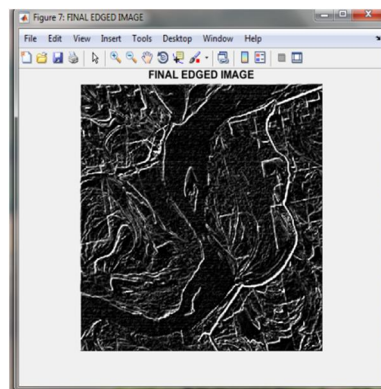 Figure 7: FINAL EDGED IMAGE
File Edit View Insert Tools Desktop Window Help
FINAL EDGED IMAGE